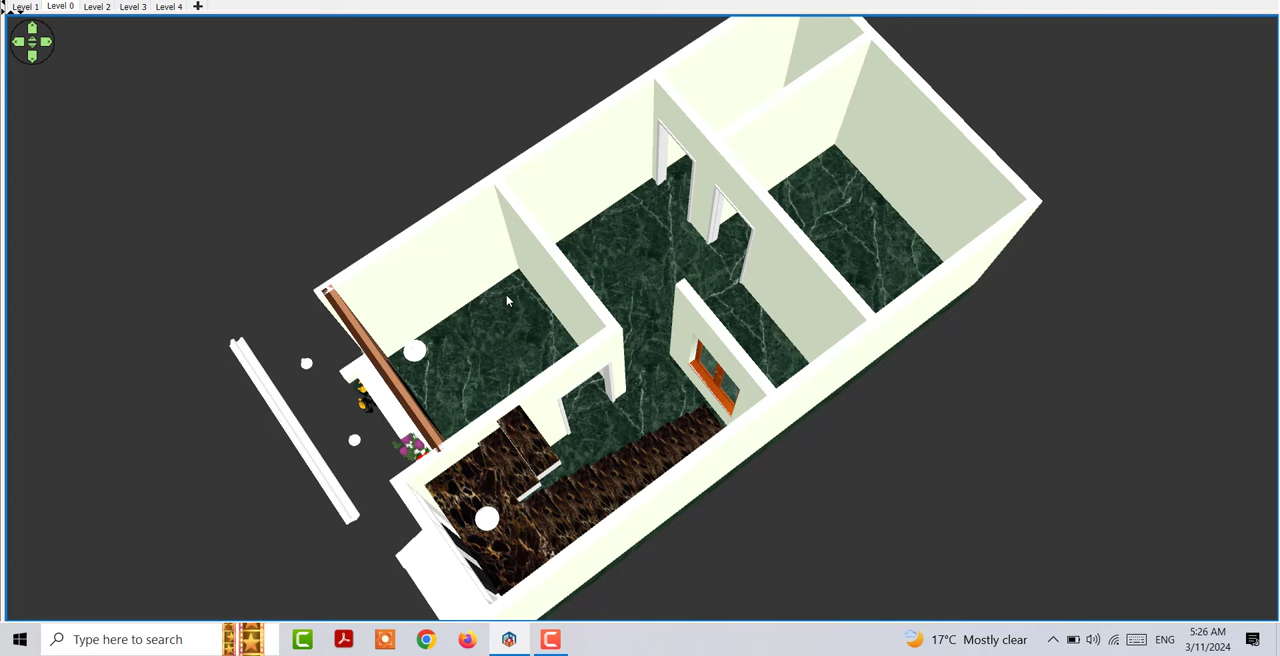 Level 1 Level 0 Level 2 Level 3 Level 4
Type here to search
17°C Mostly clear
ENG
5:26 AM
3/11/2024